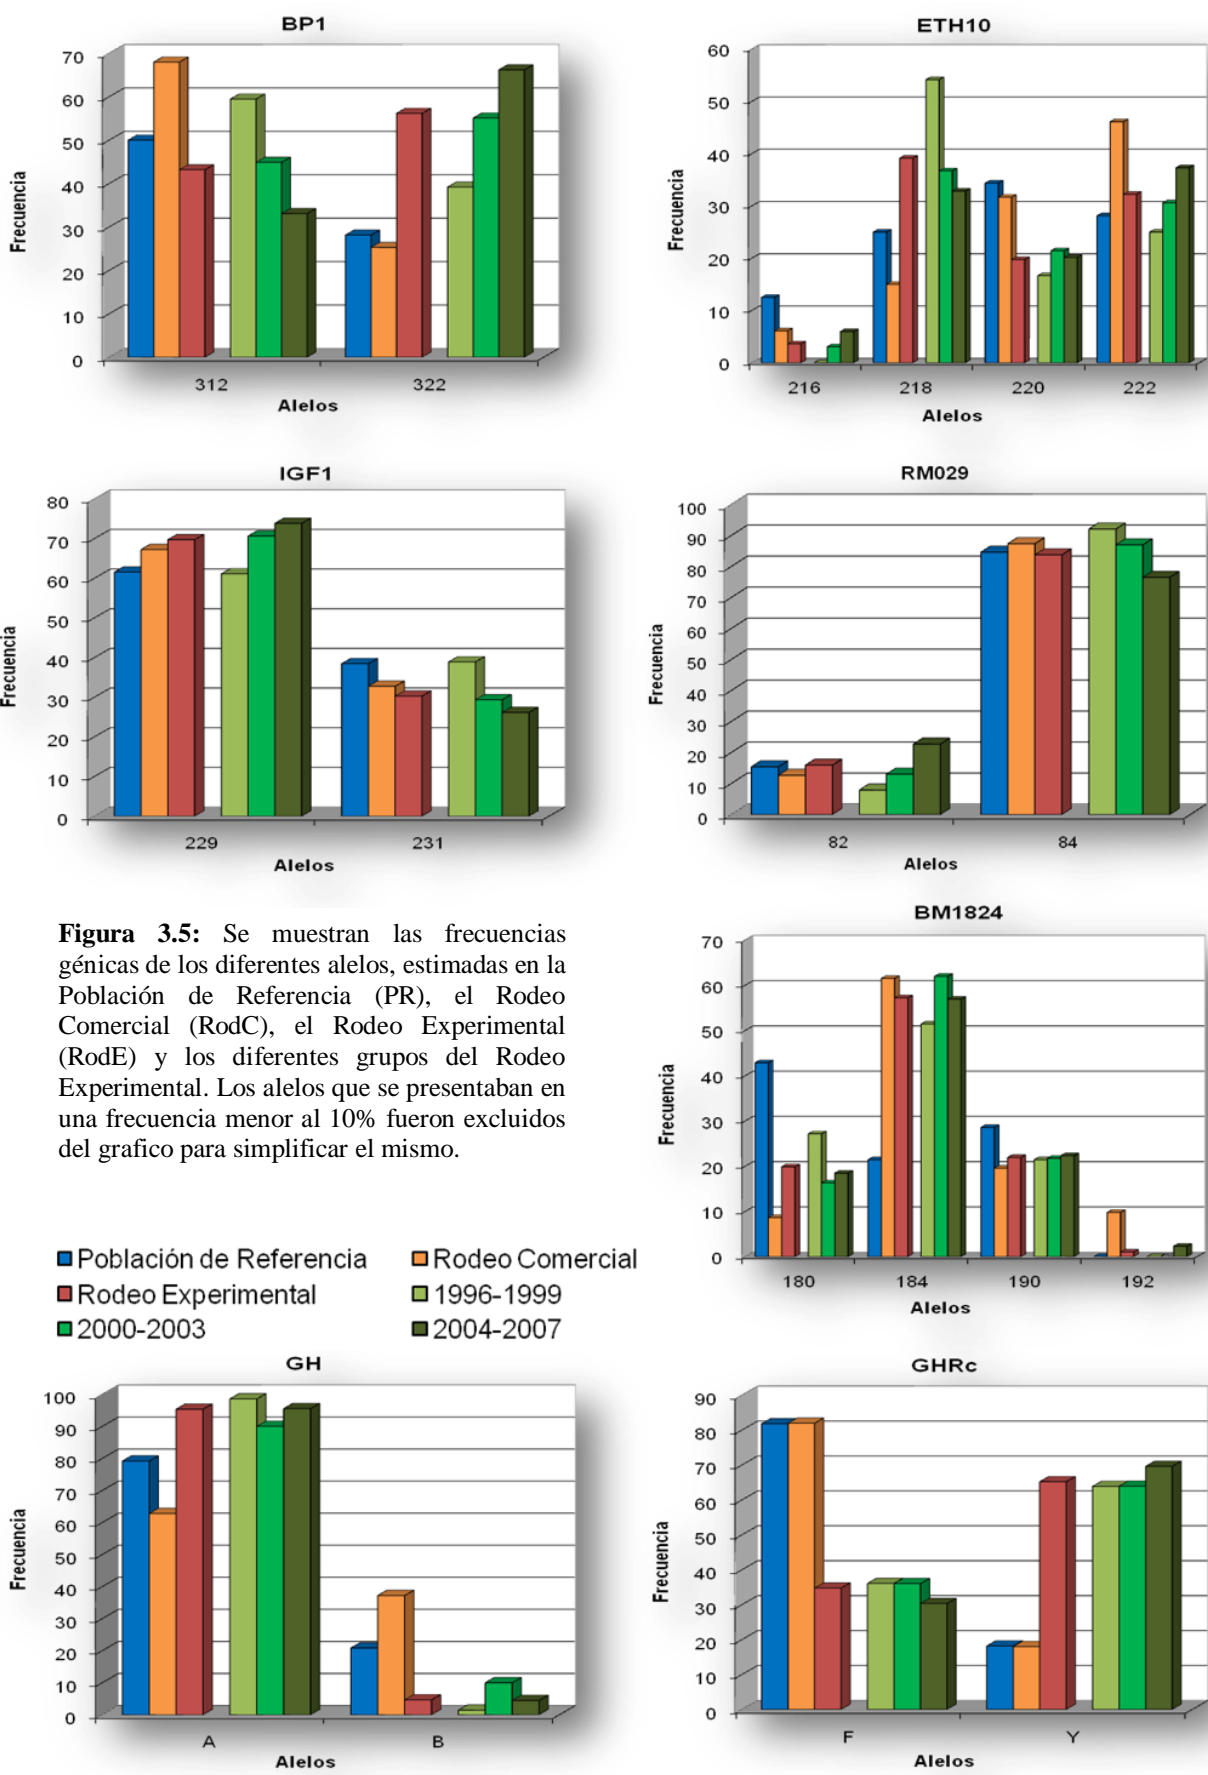 BP1
70
60
50
40
30
20
10
0
Frecuencia
312 322
Alelos
ETH10
60
50
40
30
20
10
0
Frecuencia
216 218 220 222
Alelos
IGF1
80
70
60
50
40
30
20
10
0
Frecuencia
229 231
Alelos
RM029
100
90
80
70
60
50
40
30
20
10
0
Frecuencia
82 84
Alelos
Figura 3.5: Se muestran las frecuencias
génicas de los diferentes alelos, estimadas en la
Población de Referencia (PR), el Rodeo
Comercial (RodC), el Rodeo Experimental
(RodE) y los diferentes grupos del Rodeo
Experimental. Los alelos que se presentaban en
una frecuencia menor al 10% fueron excluidos
del grafico para simplificar el mismo.
BM1824
70
60
50
40
30
20
10
0
Frecuencia
180 184 190 192
Alelos
Población de Referencia Rodeo Comercial
Rodeo Experimental 1996-1999
2000-2003 2004-2007
GH
100
90
80
70
60
50
40
30
20
10
0
Frecuencia
A B
Alelos
GHRc
90
80
70
60
50
40
30
20
10
0
Frecuencia
F Y
Alelos